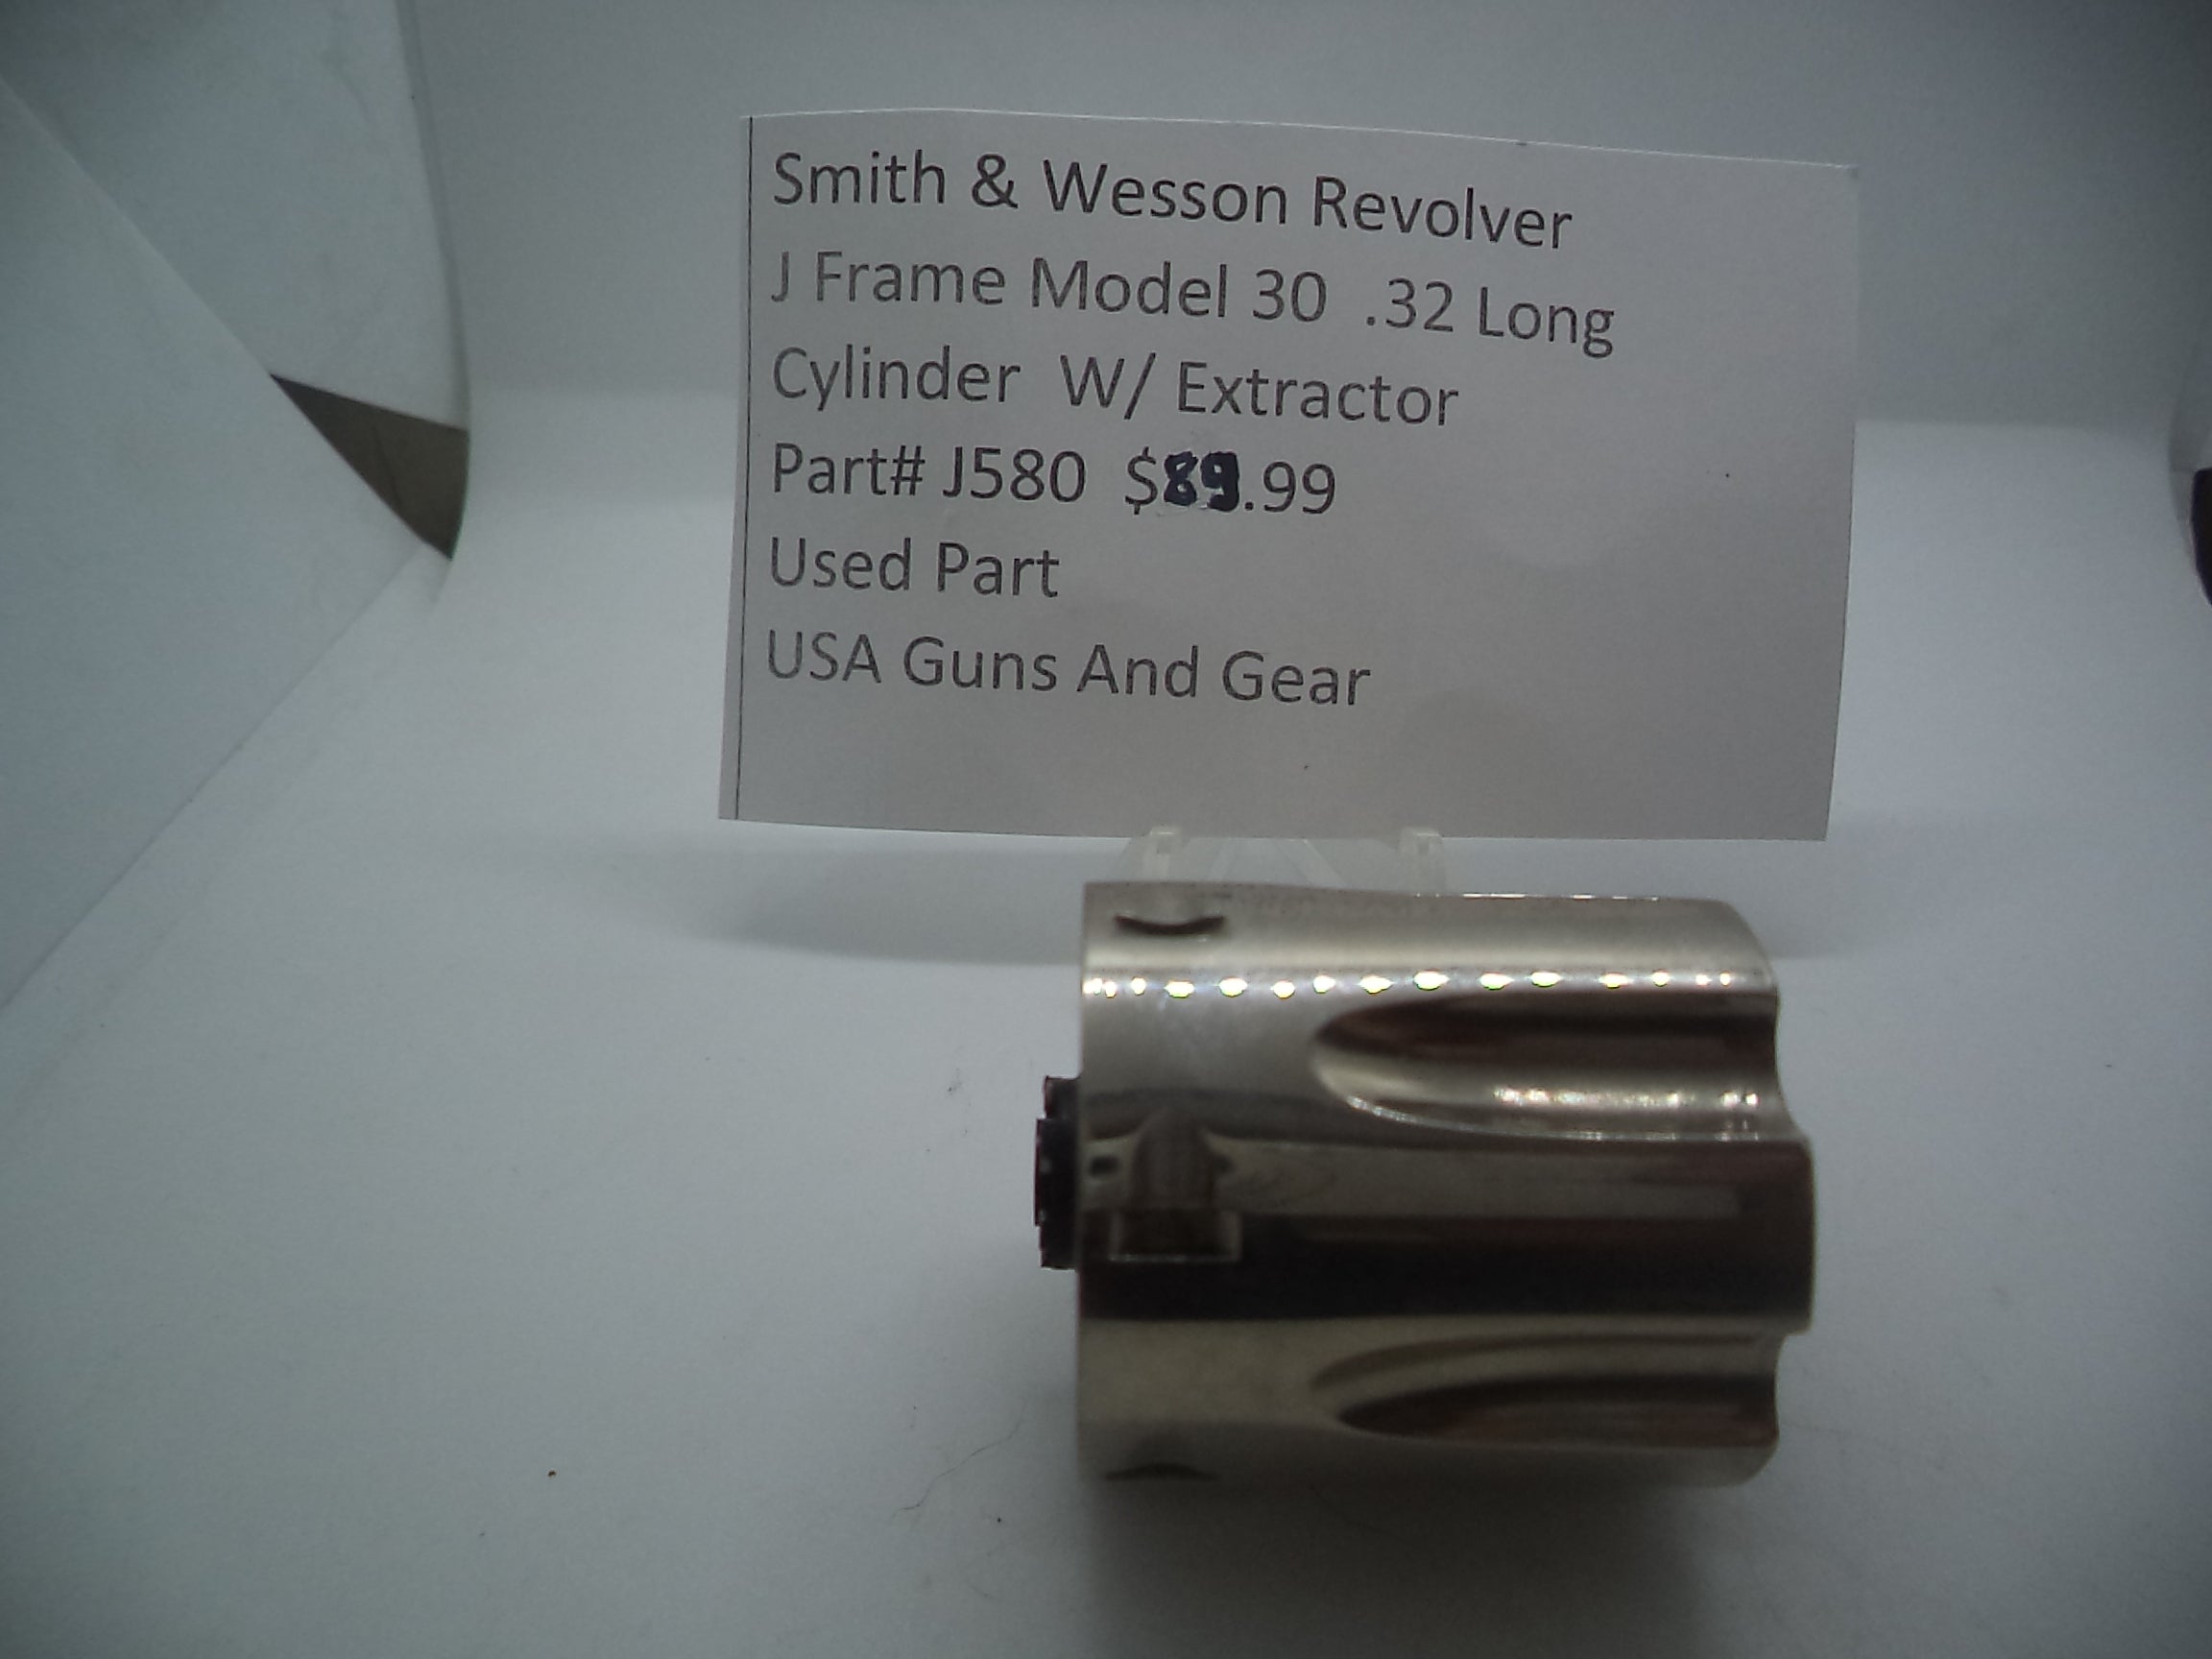 Smith & Wesson Revolver
J Frame Model 30 .32 Long
Cylinder W/ Extractor
Part# J580 $89.99
Used Part
USA Guns And Gear